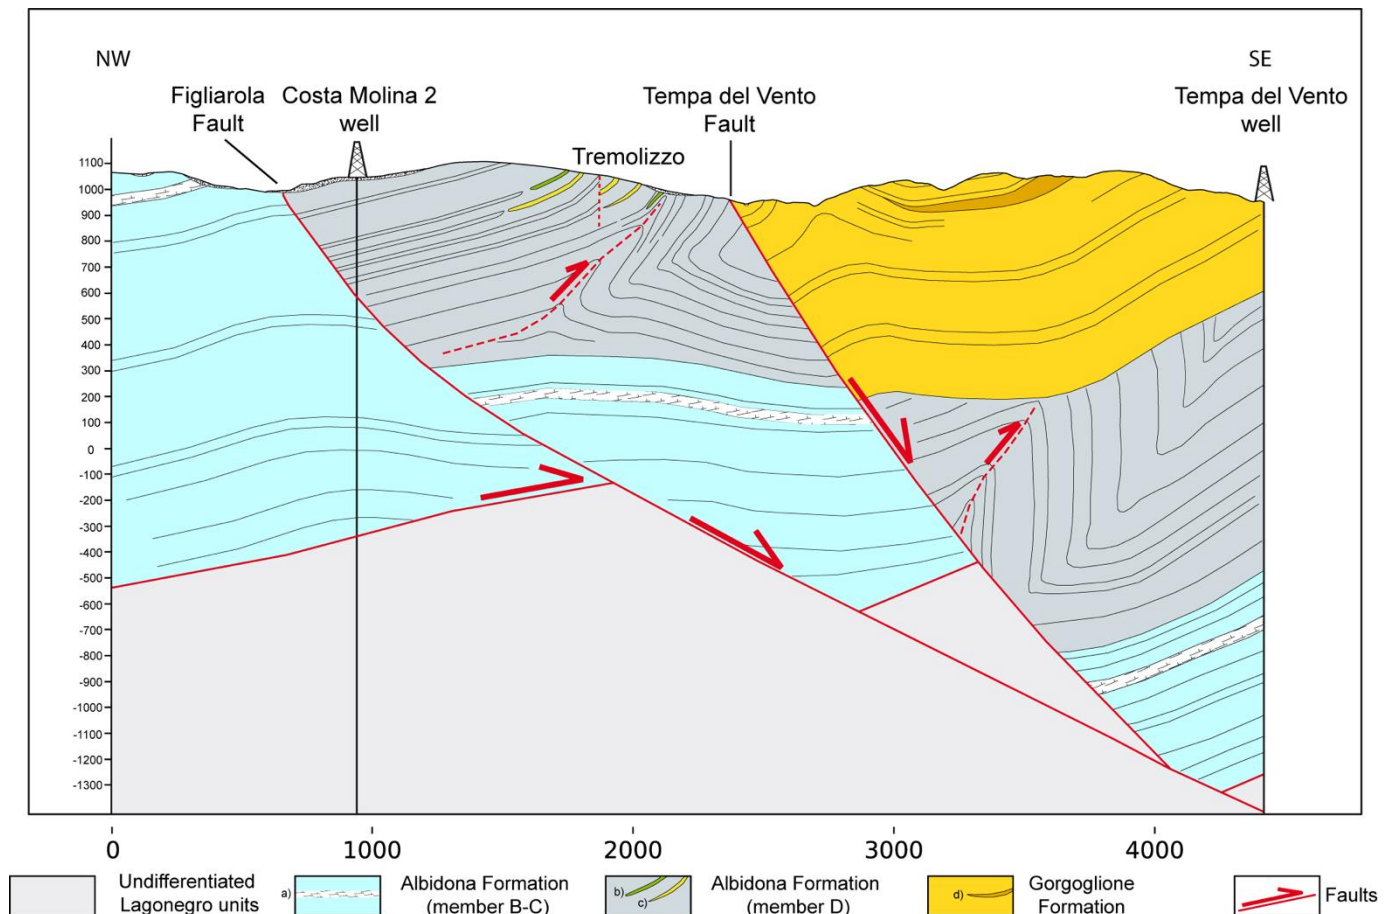 NW
SE
Figliarola
Fault
Costa Molina 2
well
Tempa del Vento
Fault
Tempa del Vento
well
Tremolizzo
1100
1000
900
800
700
600
500
400
300
200
100
0
-100
-200
-300
-400
-500
-600
-700
-800
-900
-1000
-1100
-1200
-1300
0 1000 2000 3000 4000
Undifferentiated
Lagonegro units
a)
Albidona Formation
(member B-C)
b)
c)
Albidona Formation
(member D)
d)
Gorgoglione
Formation
Faults